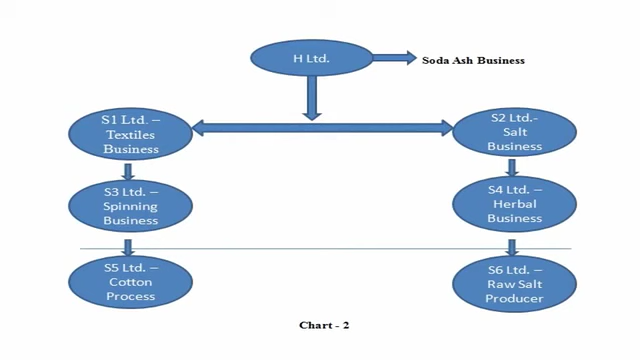 H Ltd.
Soda Ash Business
S1 Ltd. –
Textiles
Business
S2 Ltd.-
Salt
Business
S3 Ltd. –
Spinning
Business
S4 Ltd. –
Herbal
Business
S5 Ltd. –
Cotton
Process
S6 Ltd. –
Raw Salt
Producer
Chart - 2